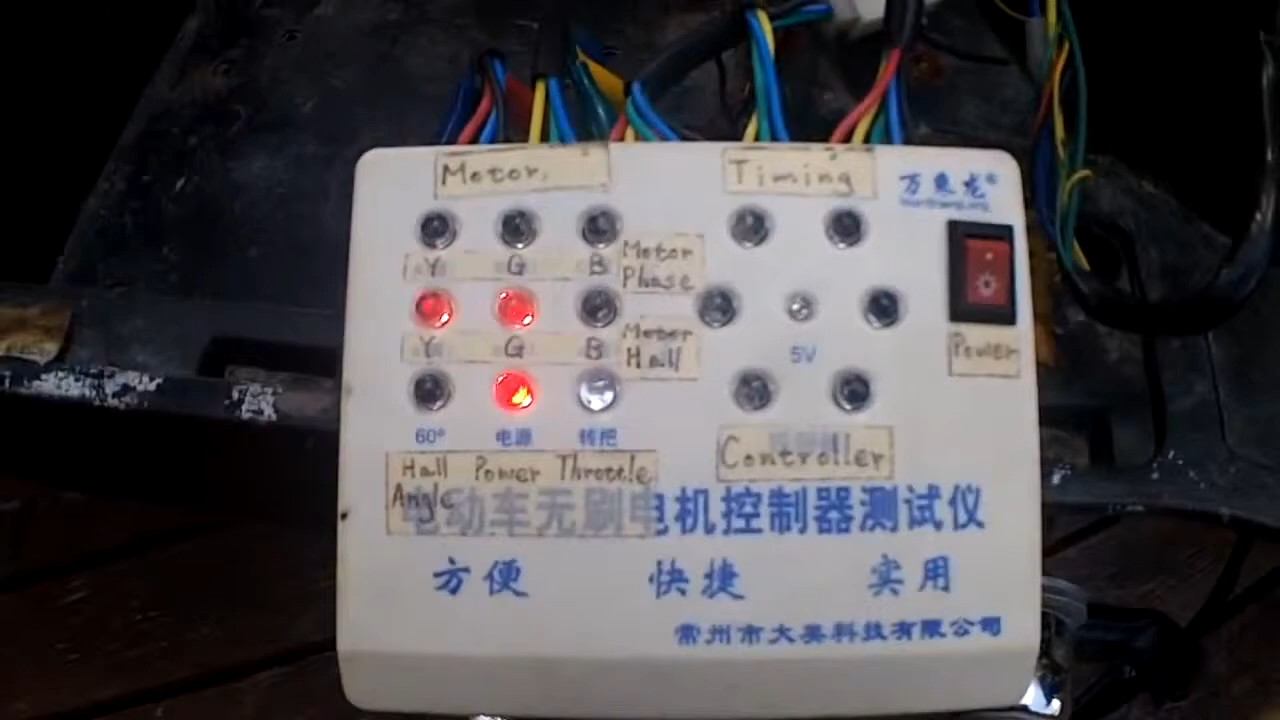 Motor.
Timing
万鱼龙®
Y G B
Motor
Phase
Y G B
Motor
Hall
5V
Power
60° 电源 转把
Hall Power Throttle
Angle
Controller
电动车无刷电机控制器测试仪
方便 快捷 实用
常州市大奕科技有限公司